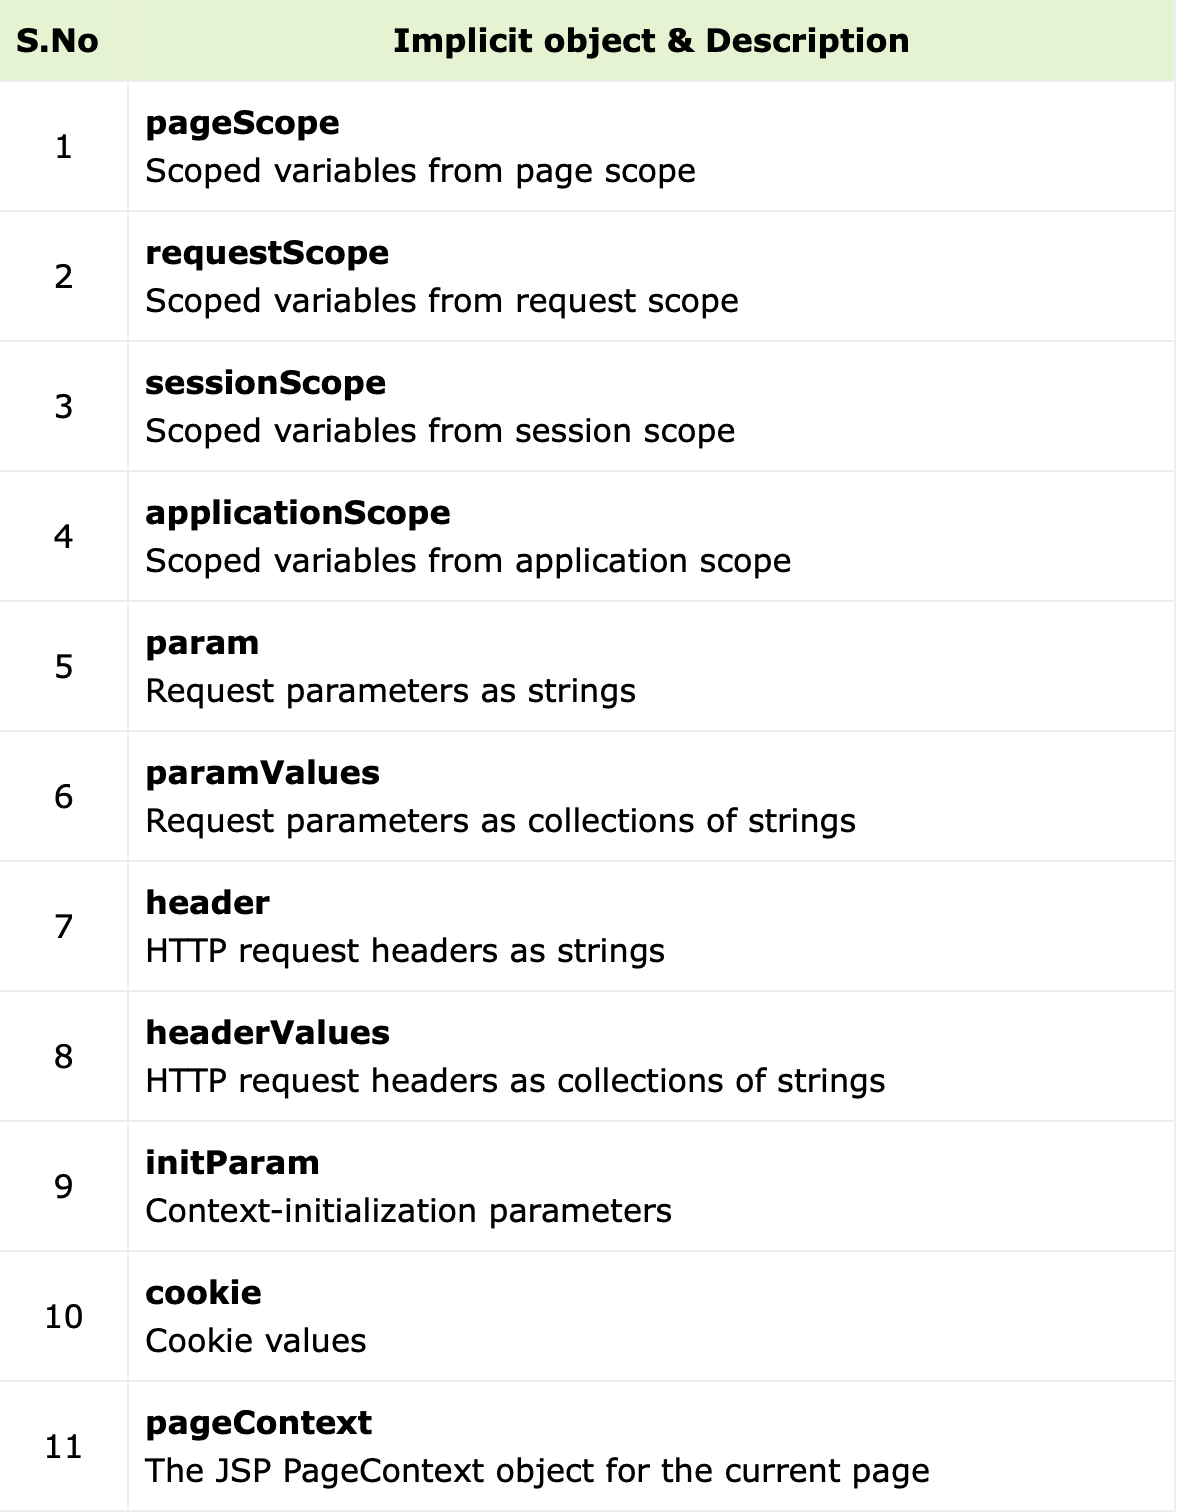 S.No Implicit object & Description
1
pageScope
Scoped variables from page scope
2
requestScope
Scoped variables from request scope
3
sessionScope
Scoped variables from session scope
4
applicationScope
Scoped variables from application scope
5
param
Request parameters as strings
6
paramValues
Request parameters as collections of strings
7
header
HTTP request headers as strings
8
headerValues
HTTP request headers as collections of strings
9
initParam
Context-initialization parameters
10
cookie
Cookie values
11
pageContext
The JSP PageContext object for the current page